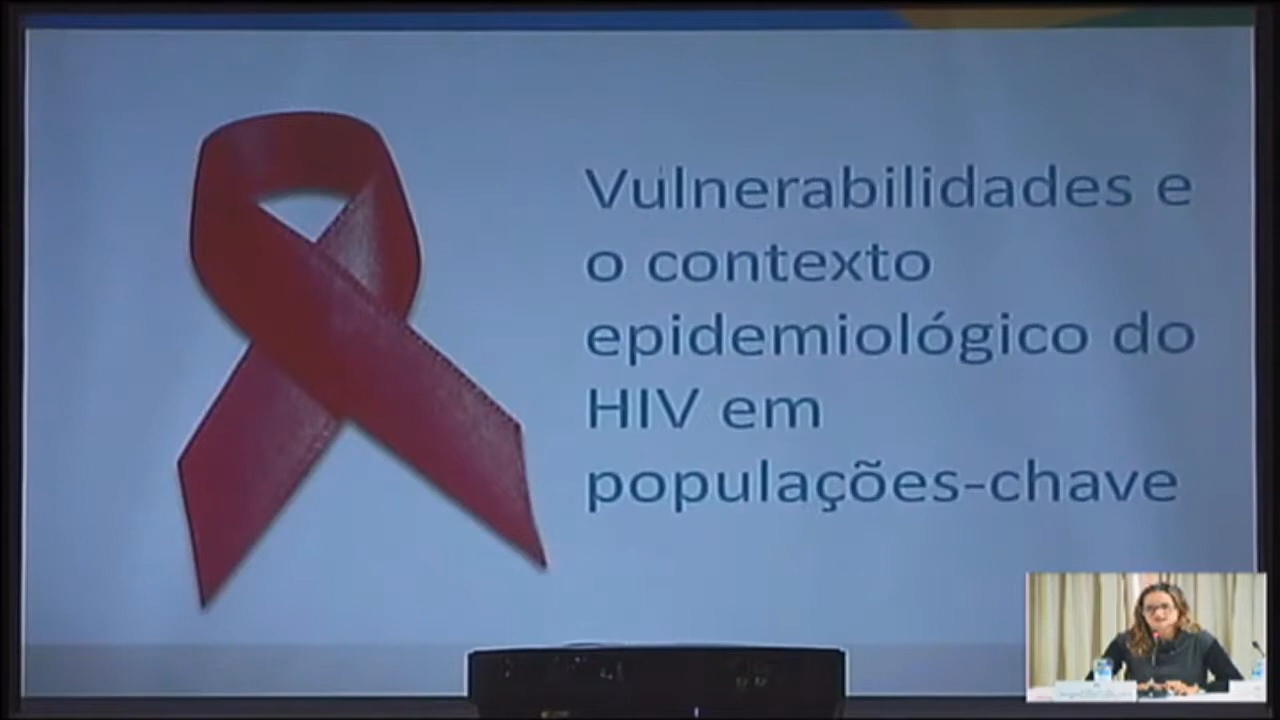 Vulnerabilidades e
o contexto
epidemiológico do
HIV em
populações-chave